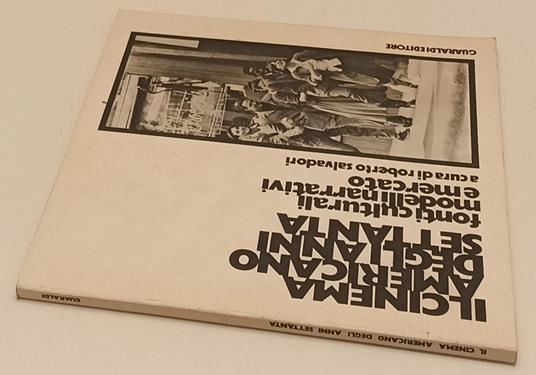 IL CINEMA
AMERICANO
DEGLI ANNI
SETTANTA
fonti culturali
modelli narrativi
e mercato
a cura di roberto salvadori
GUARALDI EDITORE
IL CINEMA AMERICANO DEGLI ANNI SETTANTA
GUARALDI